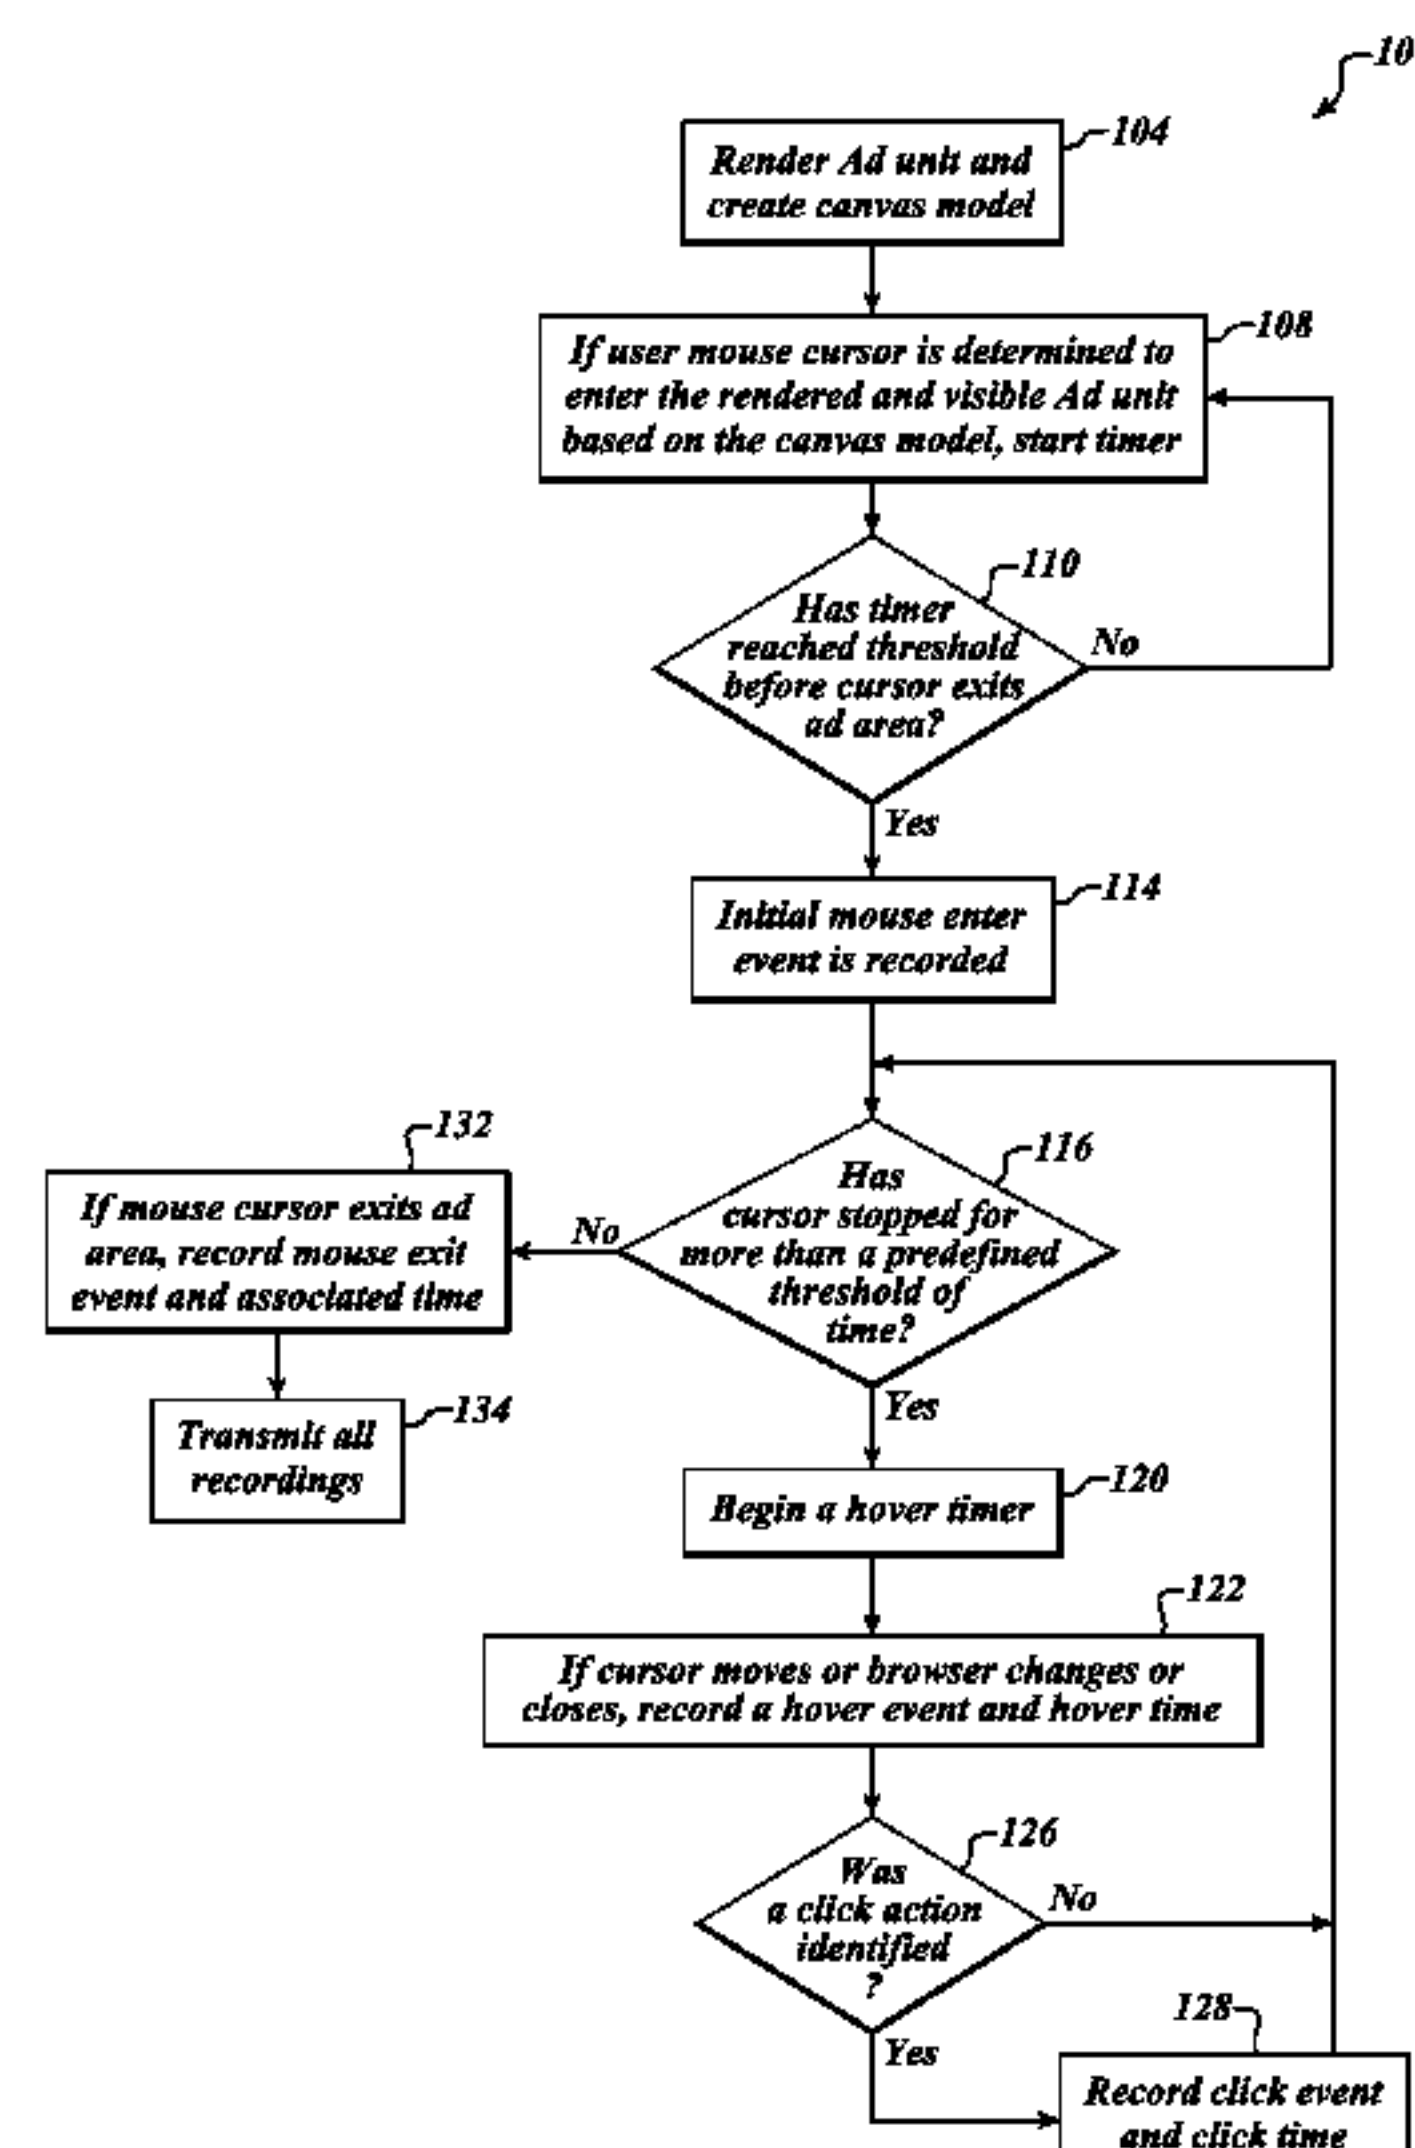 10
104
Render Ad unit and
create canvas model
108
If user mouse cursor is determined to
enter the rendered and visible Ad unit
based on the canvas model, start timer
110
Has timer
reached threshold
before cursor exits
ad area?
No
Yes
114
Initial mouse enter
event is recorded
116
Has
cursor stopped for
more than a predefined
threshold of
time?
No
132
If mouse cursor exits ad
area, record mouse exit
event and associated time
134
Transmit all
recordings
Yes
120
Begin a hover timer
122
If cursor moves or browser changes or
closes, record a hover event and hover time
126
Was
a click action
identified
?
No
Yes
128
Record click event
and click time